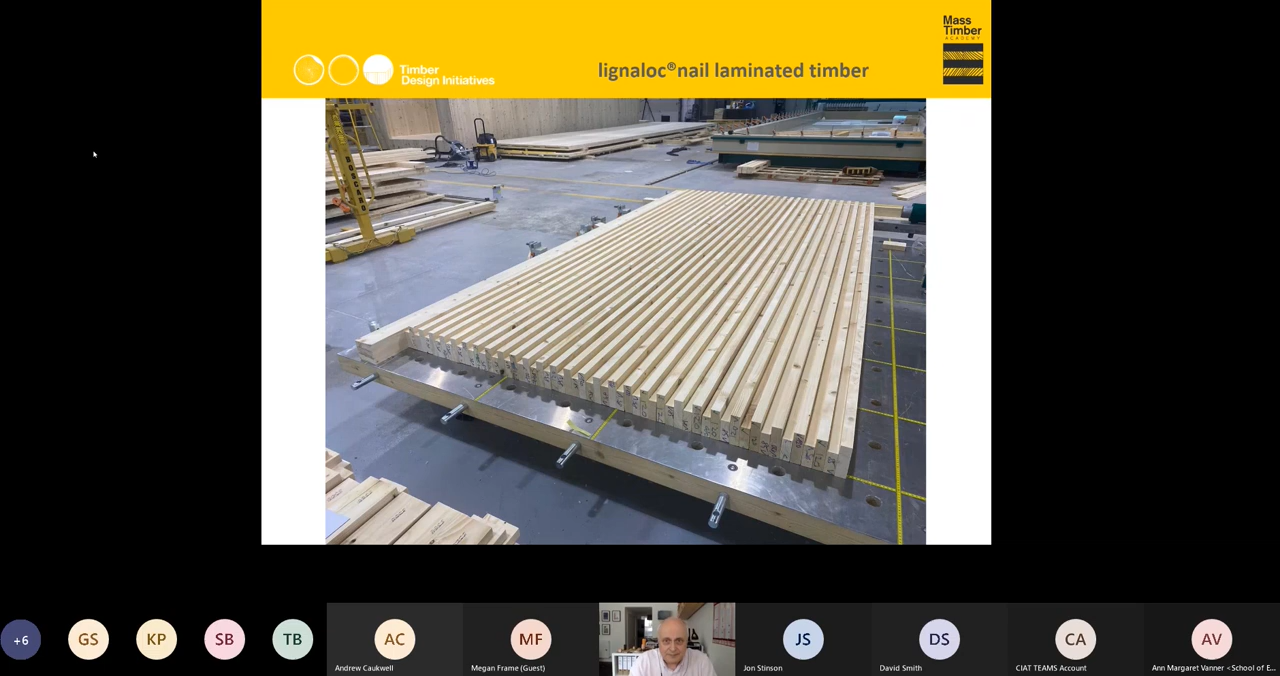 Mass
Timber
ACADEMY
Timber
Design Initiatives
lignaloc®nail laminated timber
+6
GS
KP
SB
TB
AC
Andrew Caukwell
MF
Megan Frame (Guest)
JS
Jon Stinson
DS
David Smith
CA
CIAT TEAMS Account
AV
Ann Margaret Vanner <School of E...